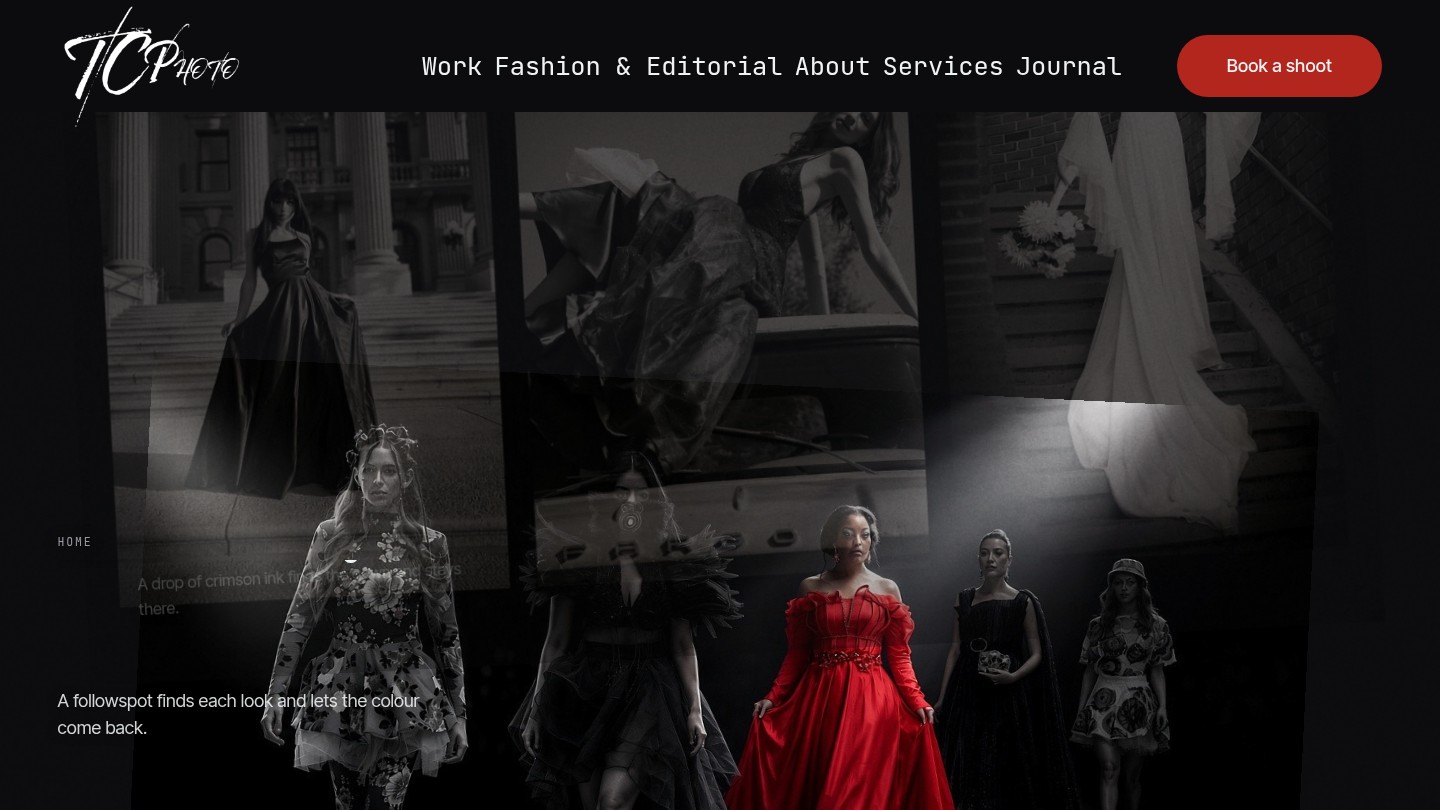 TCPHOTO
Work Fashion & Editorial About Services Journal
Book a shoot
HOME
A drop of crimson ink stays
there.
A followspot finds each look and lets the colour
come back.